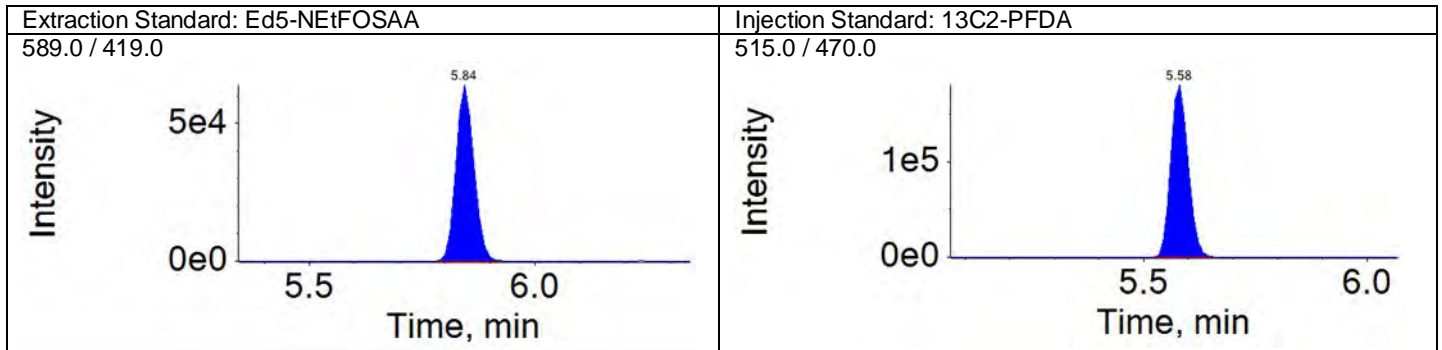 Extraction Standard: Ed5-NEtFOSAA
589.0 / 419.0
5.84
Intensity
5e4
0e0
5.5 6.0
Time, min
Injection Standard: 13C2-PFDA
515.0 / 470.0
5.58
Intensity
1e5
0e0
5.5 6.0
Time, min